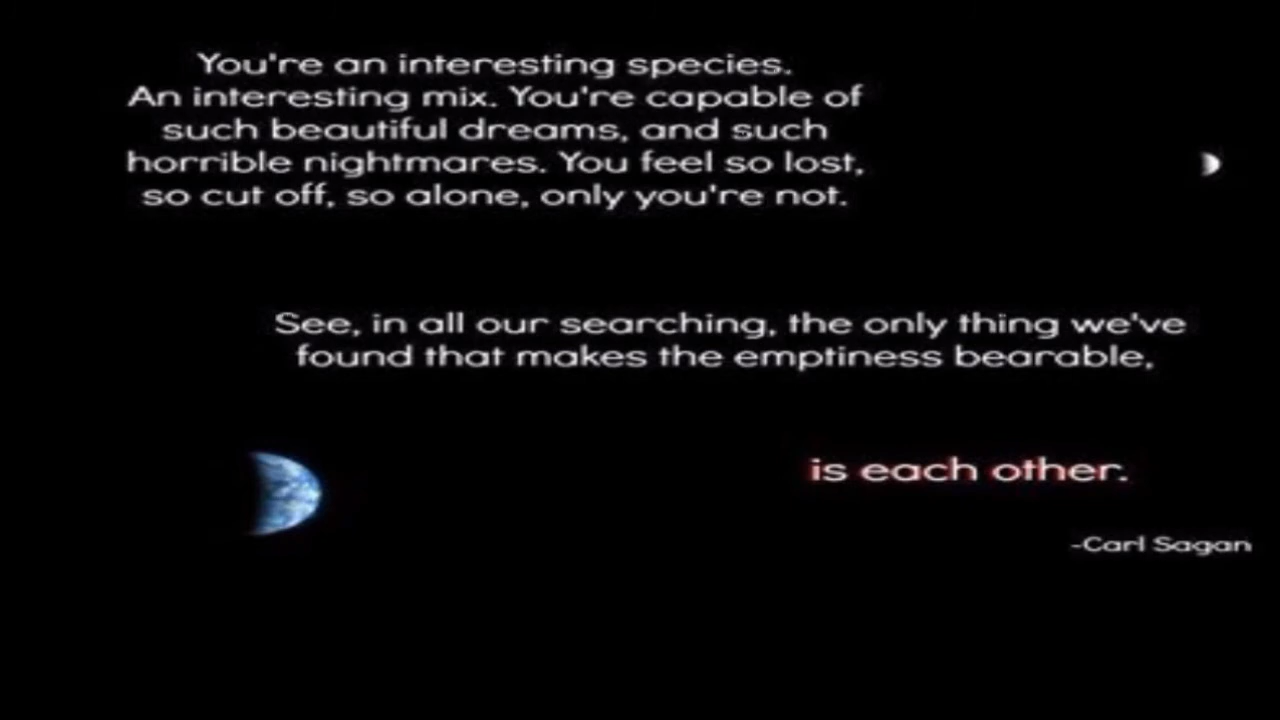 You're an interesting species.
An interesting mix. You're capable of
such beautiful dreams, and such
horrible nightmares. You feel so lost,
so cut off, so alone, only you're not.
See, in all our searching, the only thing we've
found that makes the emptiness bearable,
is each other.
-Carl Sagan